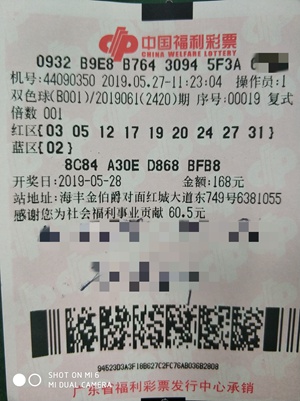 中国福利彩票
CHINA WELFARE LOTTERY
0932 B9E8 B764 3094 5F3A
机号:44090350 2019.05.27-11:23:04 操作员:1
双色球(B001)/2019061(2420)期 序号:00019 复式
倍数 001
红区{03 05 12 17 19 20 24 27 31}
蓝区{02}
8C84 A30E D868 BFB8
开奖日:2019-05-28 金额:168元
站地址:海丰金伯爵对面红城大道东749号6381055
感谢您为社会福利事业贡献 60.5元
94523D3A3F18B627C2FC76AB036B2808
广东省福利彩票发行中心承销
SHOT ON MI 6
MI DUAL CAMERA